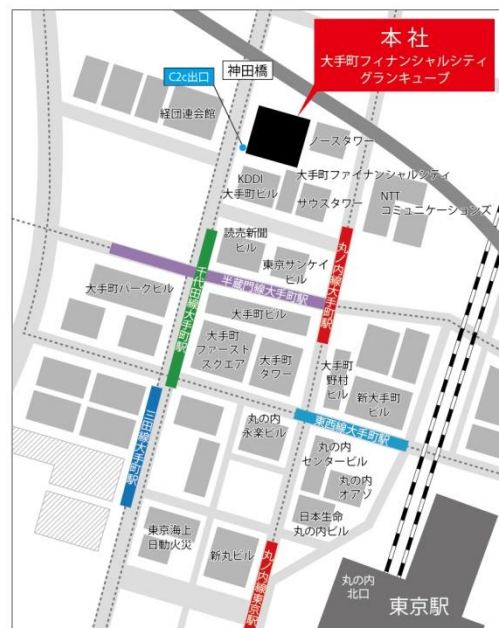 本 社
大手町フィナンシャルシティ
グランキューブ
C2c出口
神田橋
経団連会館
ノースタワー
KDDI
大手町ビル
大手町ファイナンシャルシティ
サウスタワー
NTT
コミュニケーションズ
読売新聞
ビル
東京サンケイ
ビル
丸ノ内線大手町駅
半蔵門線大手町駅
千代田線大手町駅
大手町パークビル
大手町ビル
大手町
ファースト
スクエア
大手町
タワー
大手町
野村
ビル
新大手町
ビル
三田線大手町駅
東西線大手町駅
丸の内
永楽ビル
丸の内
センタービル
丸の内
オアゾ
日本生命
丸の内ビル
東京海上
日動火災
新丸ビル
丸ノ内線東京駅
丸の内
北口
東京駅